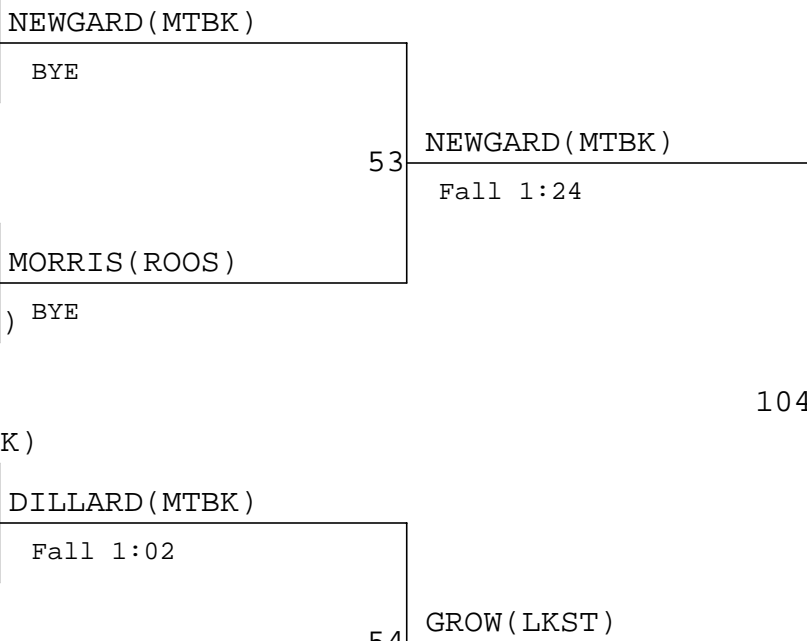 NEWGARD(MTBK)
BYE
53
NEWGARD(MTBK)
Fall 1:24
MORRIS(ROOS)
) BYE
104
K)
DILLARD(MTBK)
Fall 1:02
GROW(LKST)
54